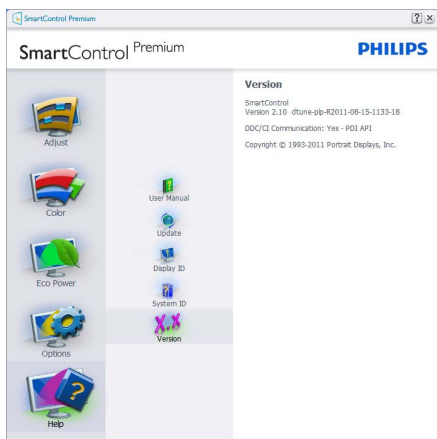 SmartControl Premium
SmartControl Premium
PHILIPS
Adjust
Color
Eco Power
Options
Help
User Manual
Update
Display ID
System ID
X.X
Version
Version
SmartControl
Version 2.10 dtune-plp-R2011-08-15-1133-18
DDC/CI Communication: Yes - PDI API
Copyright © 1993-2011 Portrait Displays, Inc.